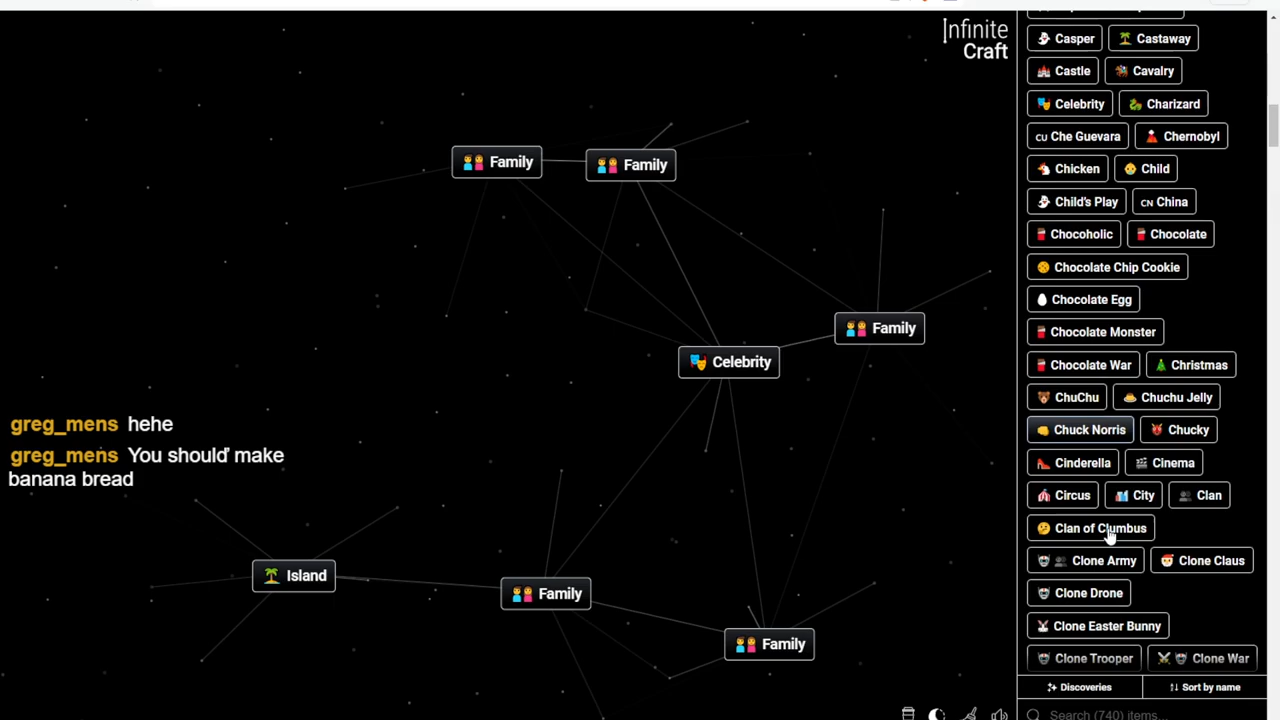 Infinite
Craft
Family
Family
Family
Celebrity
greg_mens hehe
greg_mens You should make
banana bread
Island
Family
Family
Casper Castaway
Castle Cavalry
Celebrity Charizard
CU Che Guevara Chernobyl
Chicken Child
Child's Play CN China
Chocoholic Chocolate
Chocolate Chip Cookie
Chocolate Egg
Chocolate Monster
Chocolate War Christmas
ChuChu Chuchu Jelly
Chuck Norris Chucky
Cinderella Cinema
Circus City Clan
Clan of Clumbus
Clone Army Clone Claus
Clone Drone
Clone Easter Bunny
Clone Trooper Clone War
Discoveries Sort by name
Search (740) items...